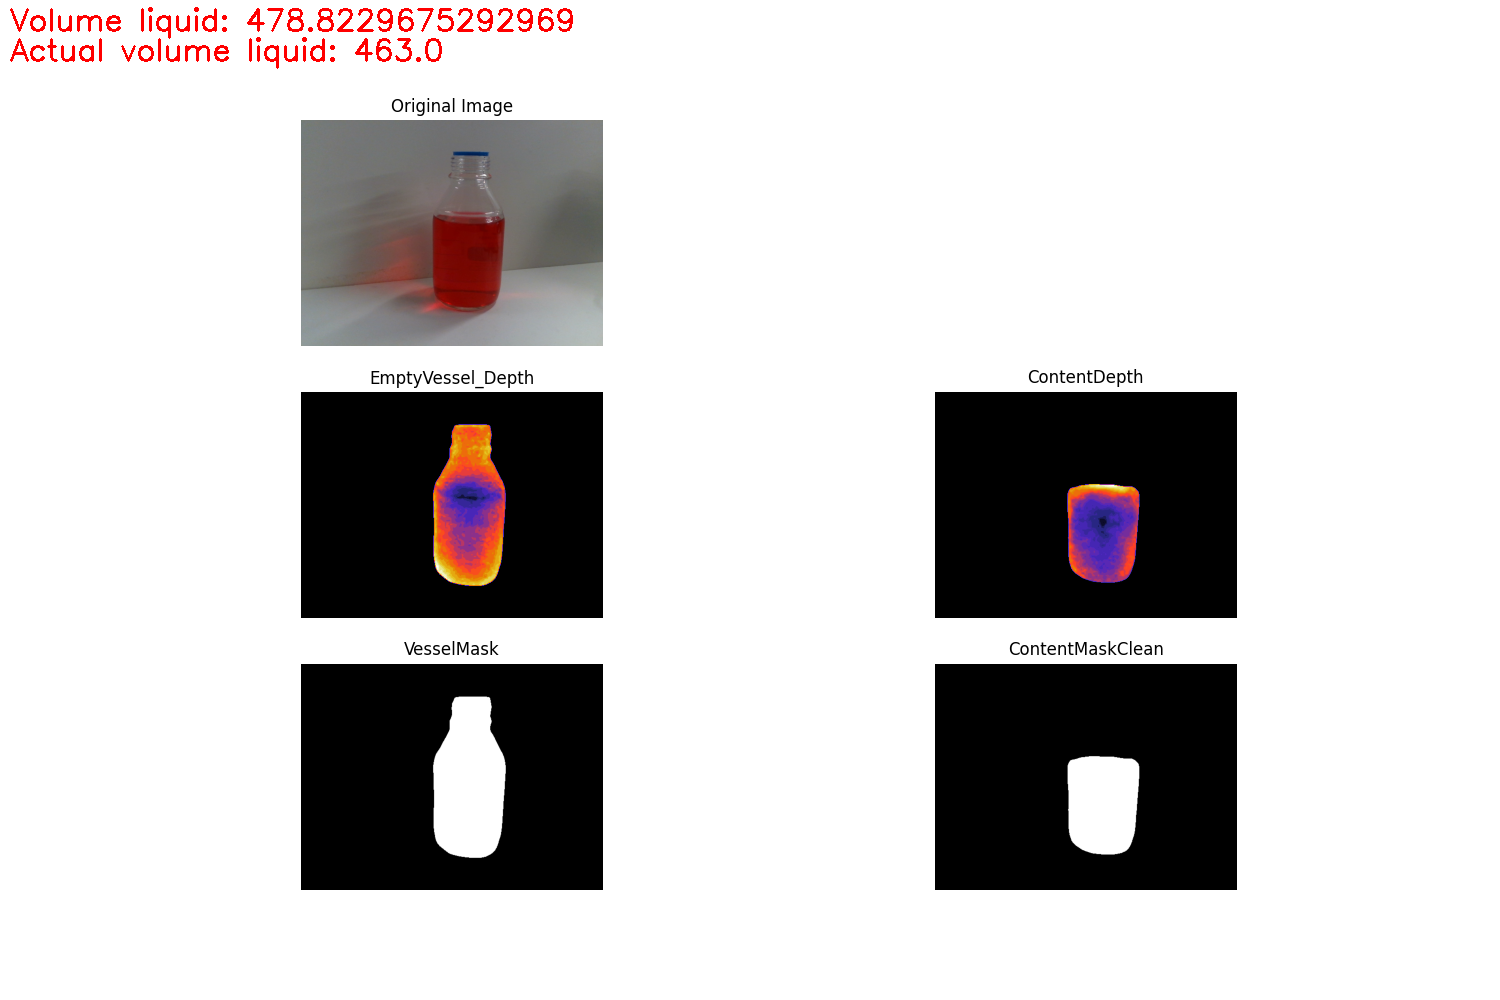 Volume liquid: 478.8229675292969
Actual volume liquid: 463.0
Original Image
EmptyVessel_Depth
ContentDepth
VesselMask
ContentMaskClean